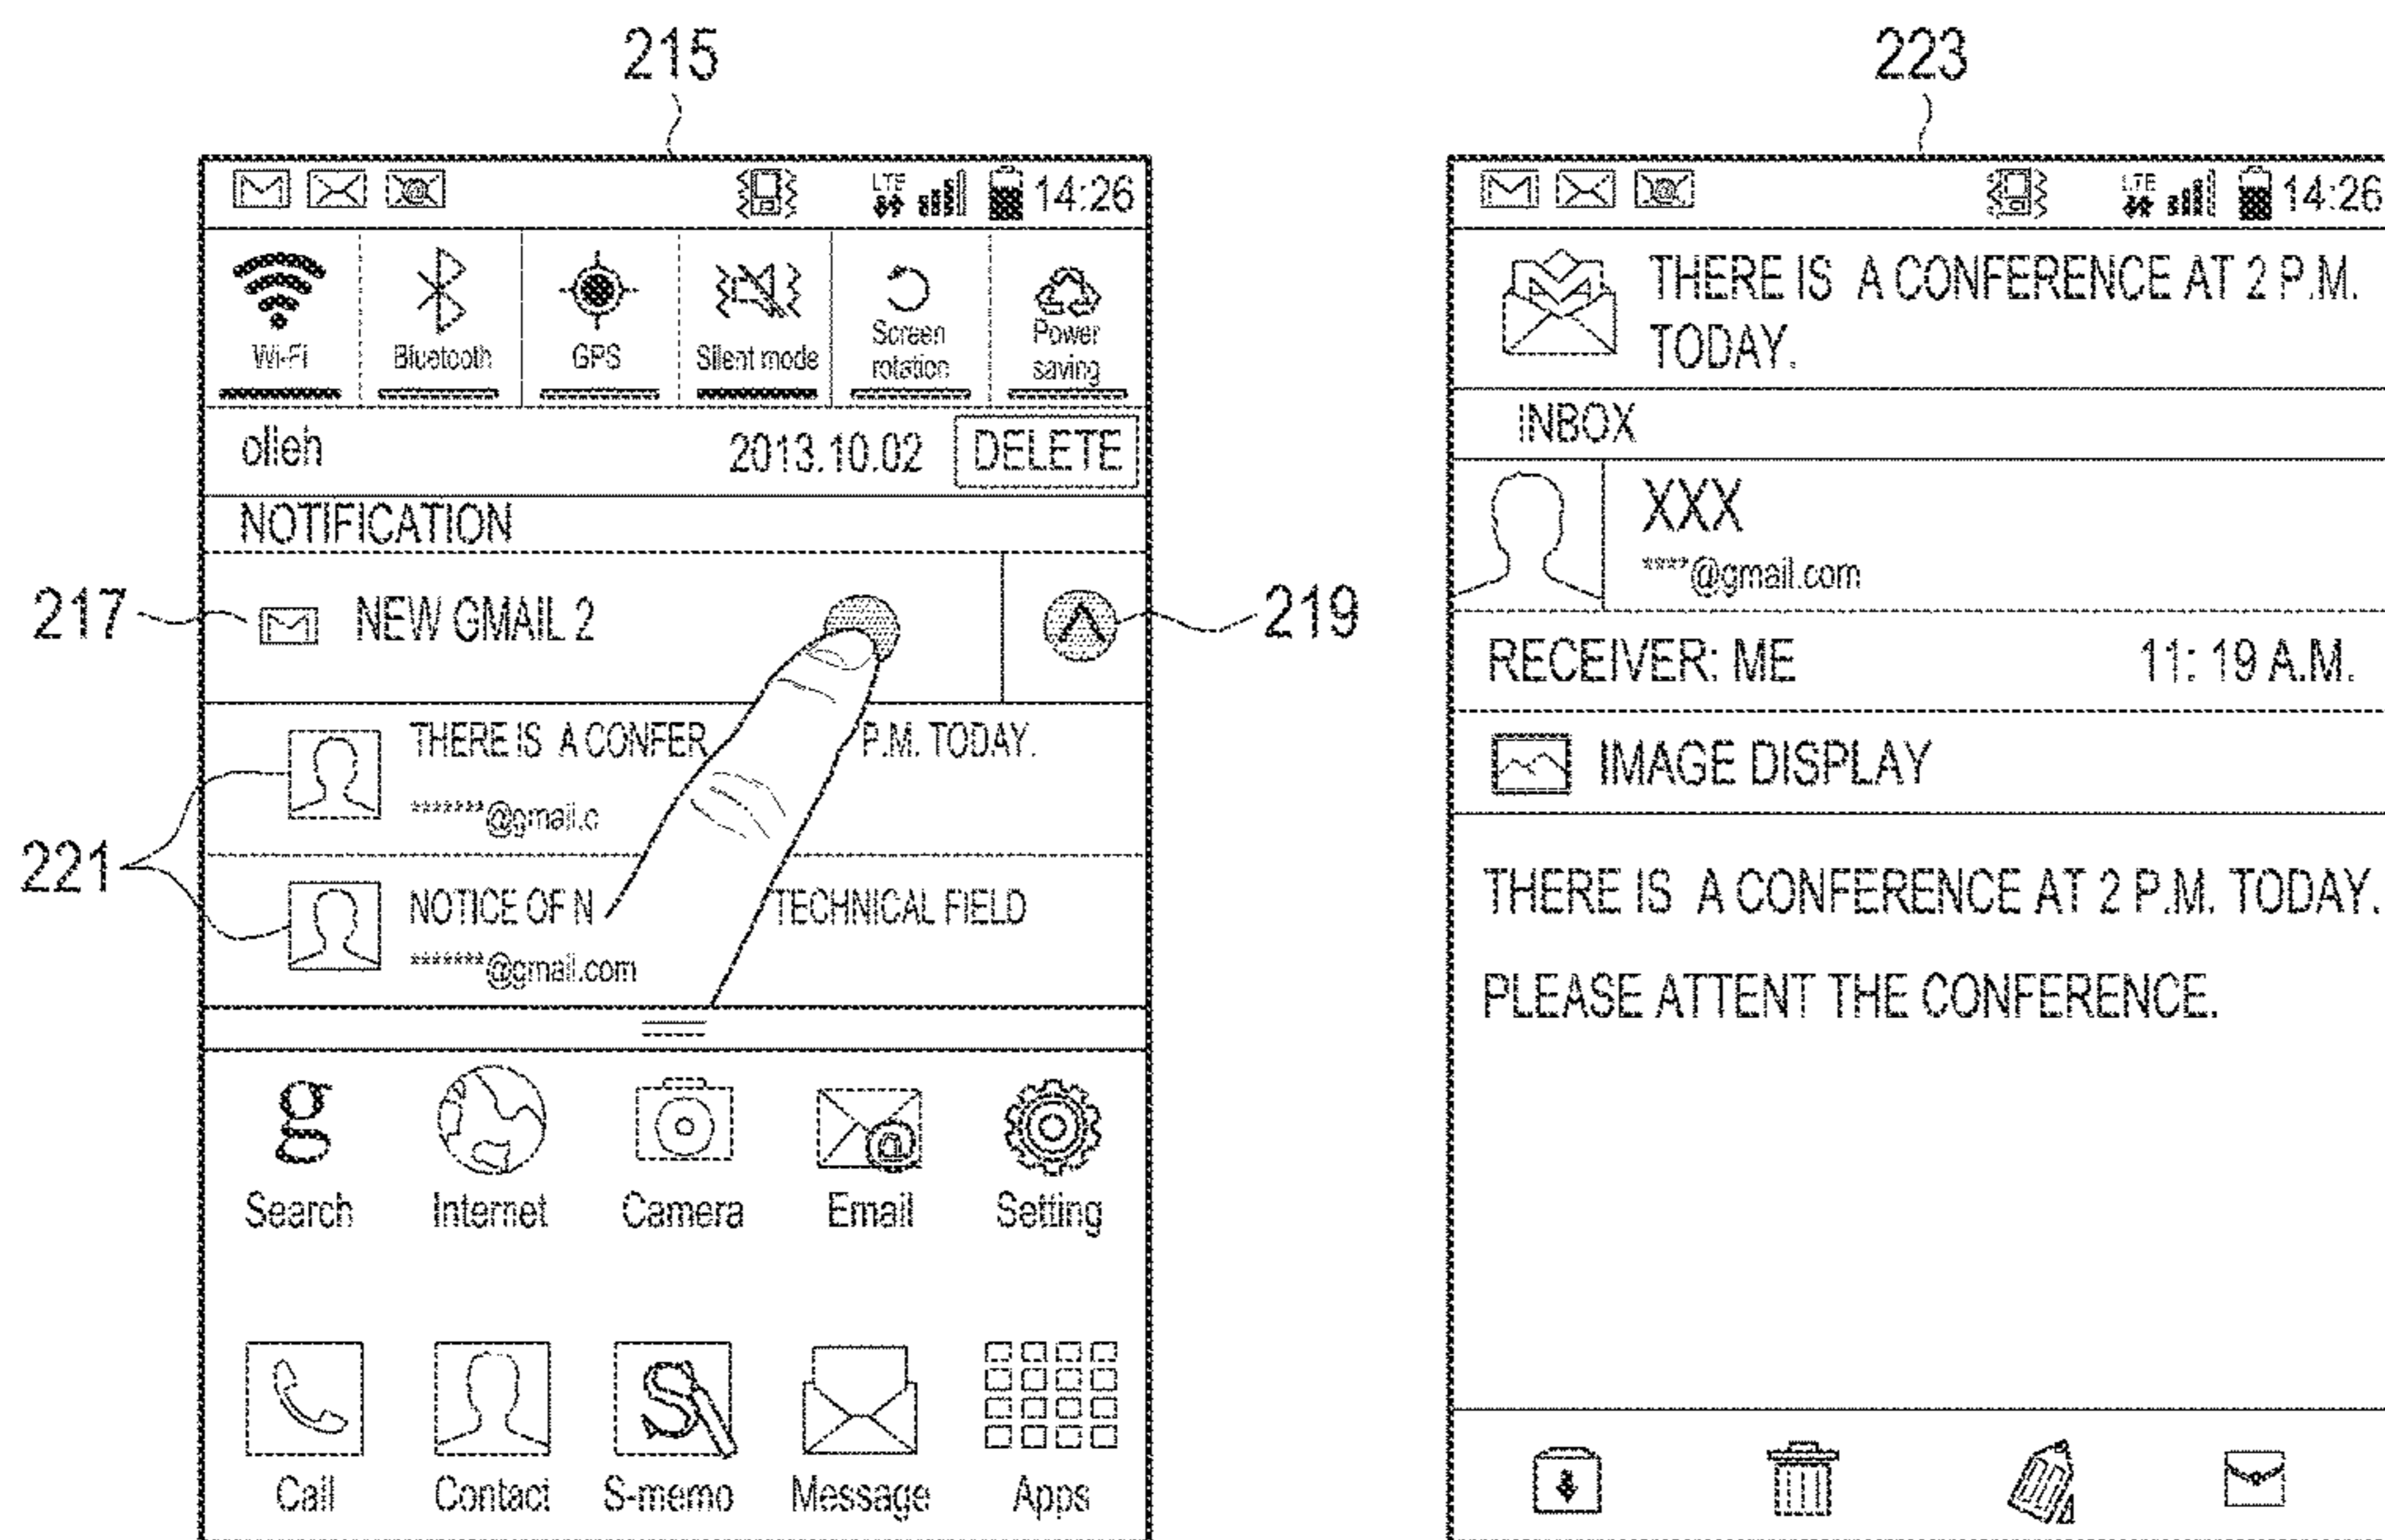 215
LTE 14:26
Wi-Fi Bluetooth GPS Silent mode Screen rotation Power saving
olleh 2013.10.02 DELETE
NOTIFICATION
217 NEW GMAIL 2 219
THERE IS A CONFER P.M. TODAY.
*******@gmail.c
221
NOTICE OF N TECHNICAL FIELD
*******@gmail.com
Search Internet Camera Email Setting
Call Contact S-memo Message Apps
223
LTE 14:26
THERE IS A CONFERENCE AT 2 P.M.
TODAY.
INBOX
XXX
****@gmail.com
RECEIVER: ME 11: 19 A.M.
IMAGE DISPLAY
THERE IS A CONFERENCE AT 2 P.M. TODAY.
PLEASE ATTENT THE CONFERENCE.